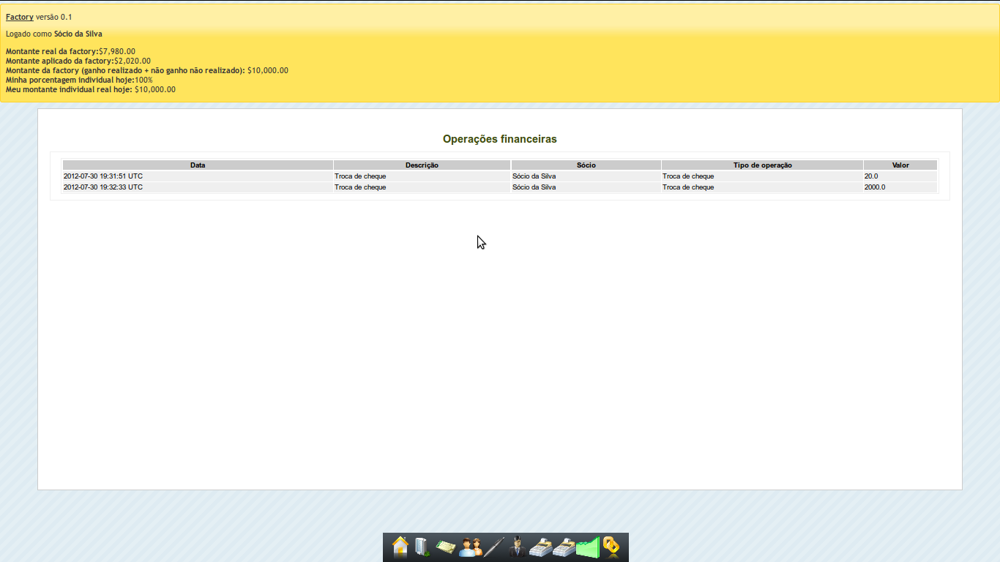 Factory versão 0.1
Logado como Sócio da Silva
Montante real da factory:$7,980.00
Montante aplicado da factory:$2,020.00
Montante da factory (ganho realizado + não ganho não realizado): $10,000.00
Minha porcentagem individual hoje:100%
Meu montante individual real hoje: $10,000.00
Operações financeiras
Data Descrição Sócio Tipo de operação Valor
2012-07-30 19:31:51 UTC Troca de cheque Sócio da Silva Troca de cheque 20.0
2012-07-30 19:32:33 UTC Troca de cheque Sócio da Silva Troca de cheque 2000.0